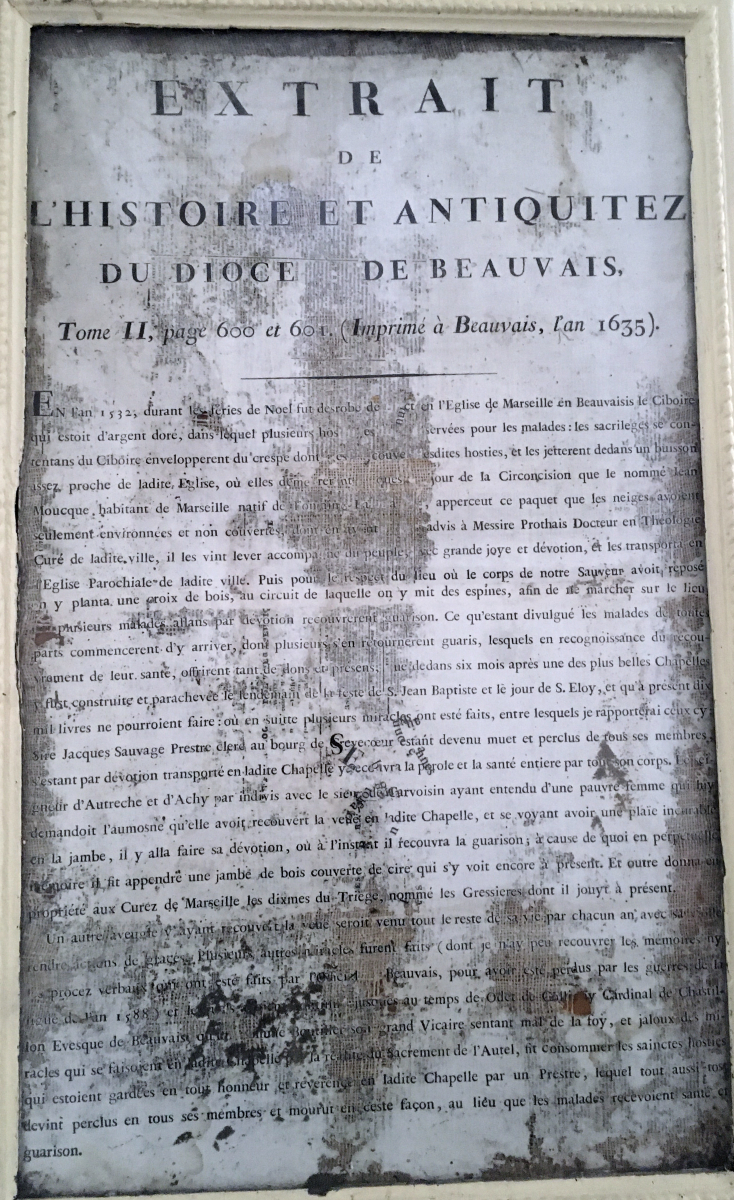 EXTRAIT
DE
L'HISTOIRE ET ANTIQUITEZ
DU DIOCE DE BEAUVAIS,
Tome II, page 600 et 601. (Imprimé à Beauvais, l'an 1635).
EN l'an 1532, durant les féries de Noel fut desrobé de en l'Eglise de Marseille en Beauvaisis le Ciboire
qui estoit d'argent doré, dans lequel plusieurs hos es servées pour les malades : les sacrileges se con-
tentans du Ciboire envelopperent du crespe dont esdites hosties, et les jetterent dedans un buisson
assez proche de ladite Eglise, où elles jour de la Circoncision que le nommé Jean
Moucque, habitant de Marseille natif de apperceut ce paquet que les neiges avoient
seulement environnées et non couvertes, advis à Messire Prothais Docteur en Théologie
Curé de ladite ville, il les vint lever accompa né du peuple grande joye et dévotion, et les transporta en
l'Eglise Parochiale de ladite ville. Puis pour le respect du lieu où le corps de notre Sauveur avoit reposé
on y planta une croix de bois, au circuit de laquelle on y mit des espines, afin de ne marcher sur le lieu
plusieurs malades allans par dévotion recouvrerent guarison. Ce qu'estant divulgué les malades de toutes
parts commencerent d'y arriver, dont plusieurs s'en retournerent guaris, lesquels en recognoissance du recou-
vrament de leur santé, offrirent tant de dons et presens, dedans six mois après une des plus belles Chapelles
y fust construite et parachevée le lendemain de la feste de S. Jean Baptiste et le jour de S. Eloy, et qu'à présent dix
mil livres ne pourroient faire : où en suitte plusieurs miracles ont esté faits, entre lesquels je rapporterai ceux cy
Sire Jacques Sauvage Prestre clerc au bourg de estant devenu muet et perclus de tous ses membres,
s'estant par dévotion transporté en ladite Chapelle y recouvra la parole et la santé entiere par tout son corps.
gneur d'Autreche et d'Achy par indivis avec le sieur de Carvoisin ayant entendu d'une pauvre femme qui luy
demandoit l'aumosne qu'elle avoit recouvert la veue en ladite Chapelle, et se voyant avoir une plaie incurable
en la jambe, il y alla faire sa dévotion, où à l'instant il recouvra la guarison ; à cause de quoi en perpetuelle
mémoire il fit appendre une jambe de bois couverte de cire qui s'y voit encore à présent. Et outre donna en
propriété aux Curez de Marseille les dixmes du Triege, nommé les Gressieres dont il jouyt à présent.
Un autre aveugle y ayant recouvert la veue seroit venu tout le reste de sa vie par chacun an, avec sa
rendre actions de graces. Plusieurs autres miracles furent faits (dont je n'ay peu recouvrer les mémoires ny
procez verbaux qui ont esté faits par Beauvais, pour avoir esté perdus par les guerres de la
ligue de l'an 1588) jusques au temps de Odet de Cardinal de Chastil-
lon Evesque de Beauvais son grand Vicaire sentant mal de la foy, et jaloux des mi-
racles qui se faisoient en ladite Chapelle par la réalité du Sacrement de l'Autel, fit consommer les sainctes hosties
qui estoient gardées en tout honneur et révérence en ladite Chapelle par un Prestre, lequel tout aussi-tost
devint perclus en tous ses membres et mourut en ceste façon, au lieu que les malades recevoient santé et
guarison.